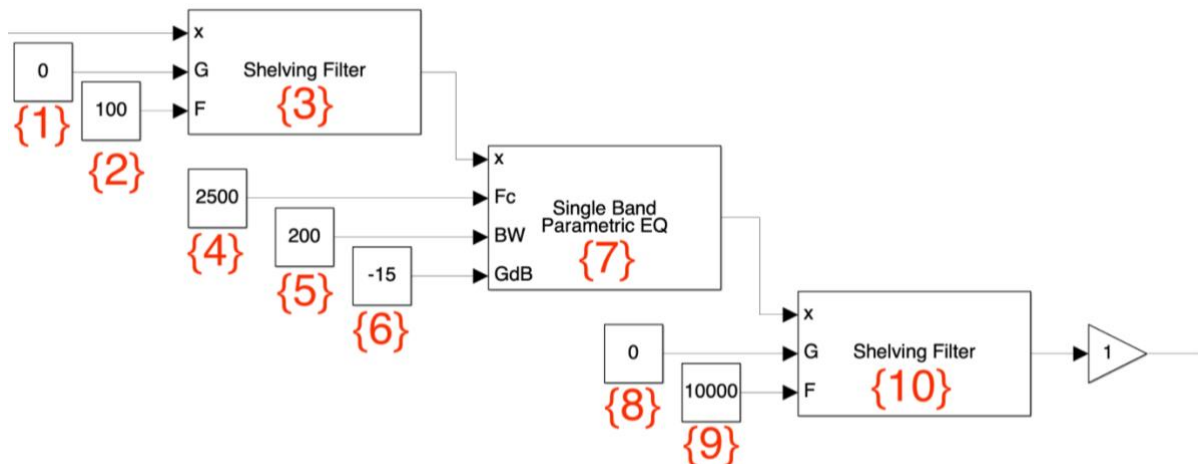 x
0
G
Shelving Filter
{3}
100
F
{1}
{2}
x
2500
Fc
Single Band
Parametric EQ
{7}
200
BW
{4}
-15
GdB
{5}
{6}
x
0
G
Shelving Filter
{10}
1
10000
F
{8}
{9}